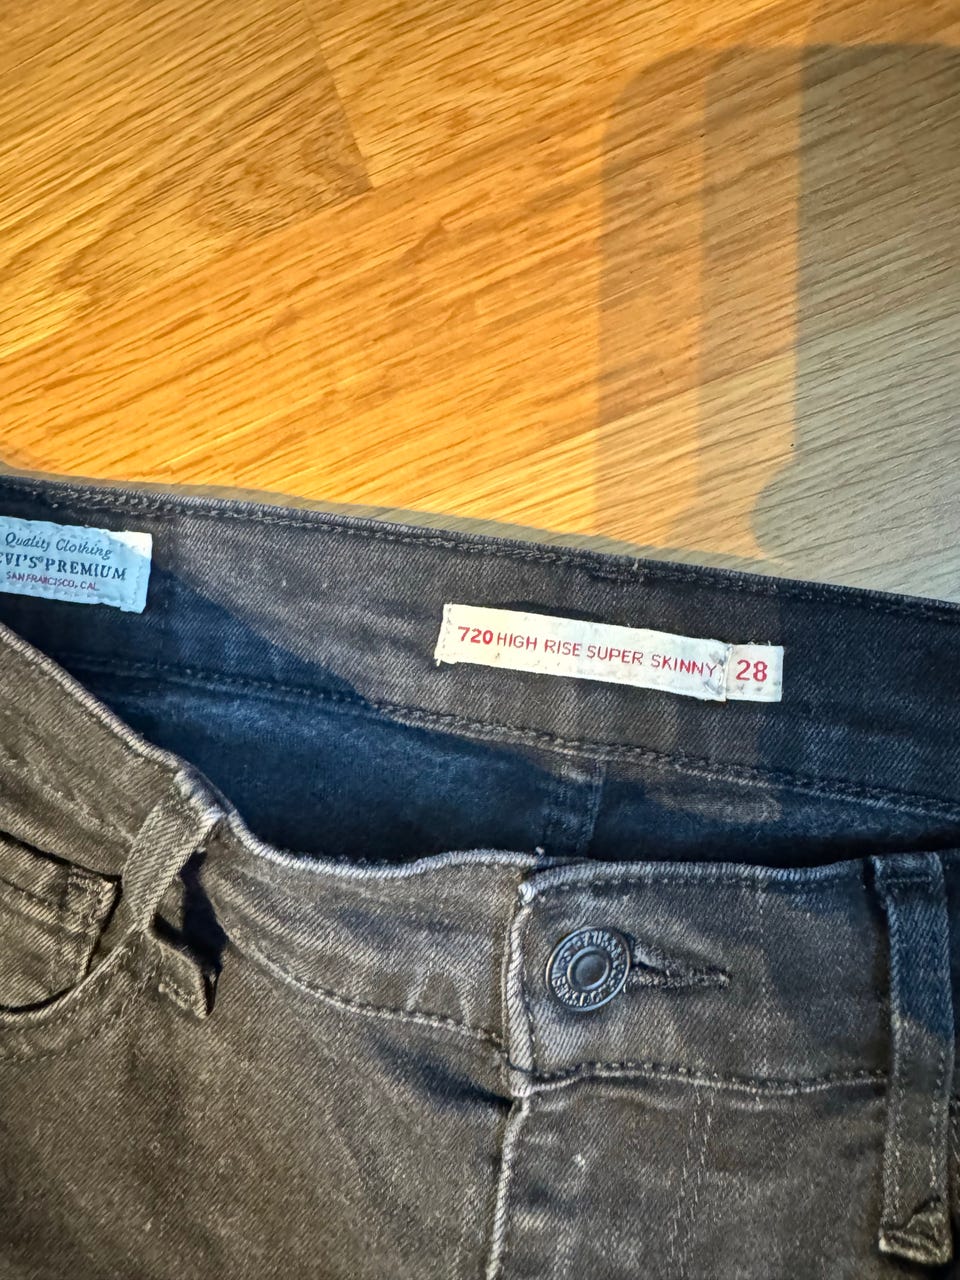 Quality Clothing
EVI'S® PREMIUM
SAN FRANCISCO, CAL
720 HIGH RISE SUPER SKINNY 28